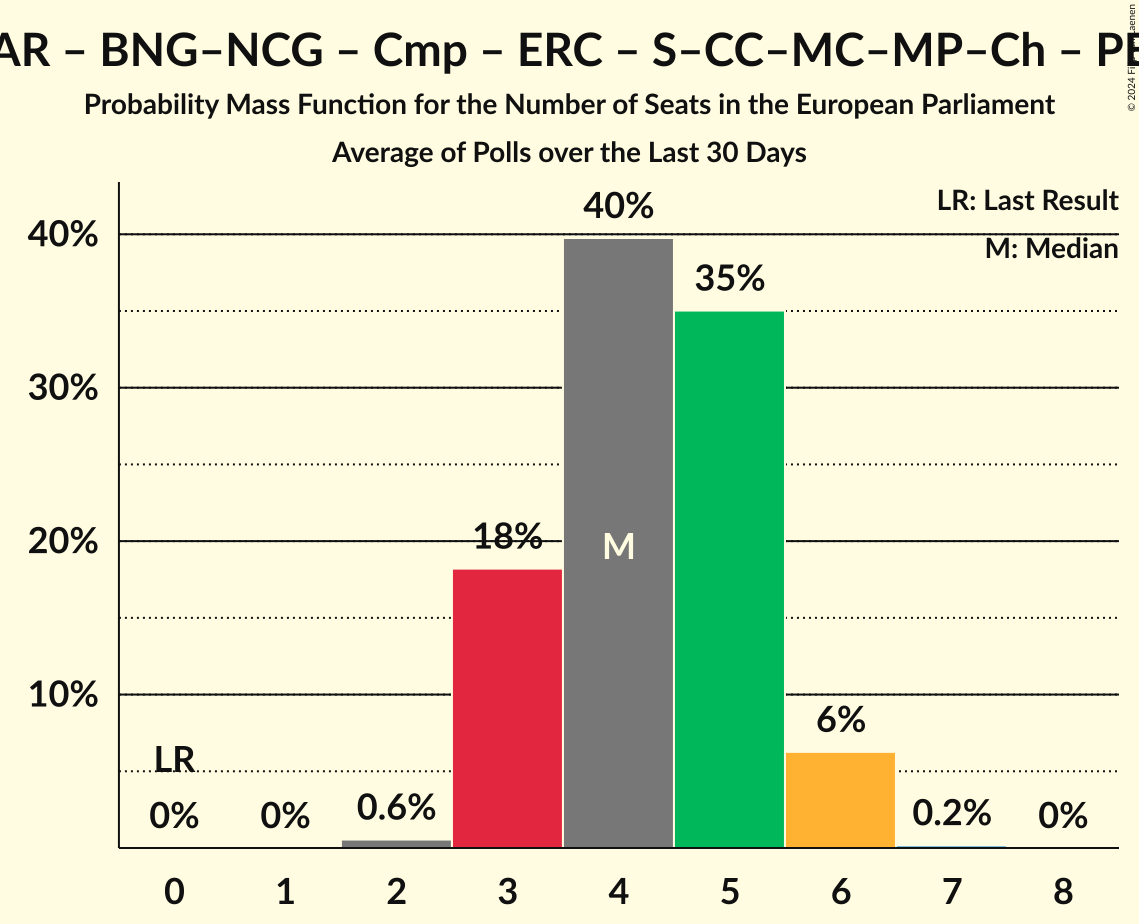 AR – BNG–NCG – Cmp – ERC – S–CC–MC–MP–Ch –
Probability Mass Function for the Number of Seats in the European Parliament
Average of Polls over the Last 30 Days
LR: Last Result
M: Median
40%
30%
20%
10%
40%
35%
18%
M
6%
LR
0%
0%
0.6%
0.2%
0%
0 1 2 3 4 5 6 7 8
© 2024